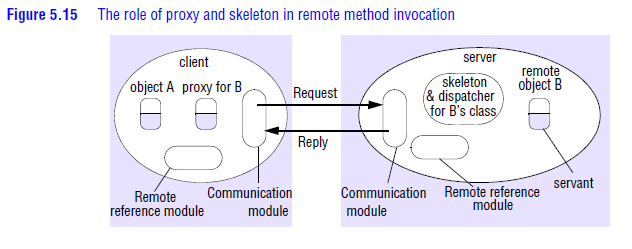 Figure 5.15 The role of proxy and skeleton in remote method invocation
client
object A proxy for B
Request
Reply
server
skeleton
& dispatcher
for B's class
remote
object B
Remote
reference module
Communication
module
Communication
module
Remote reference
module
servant